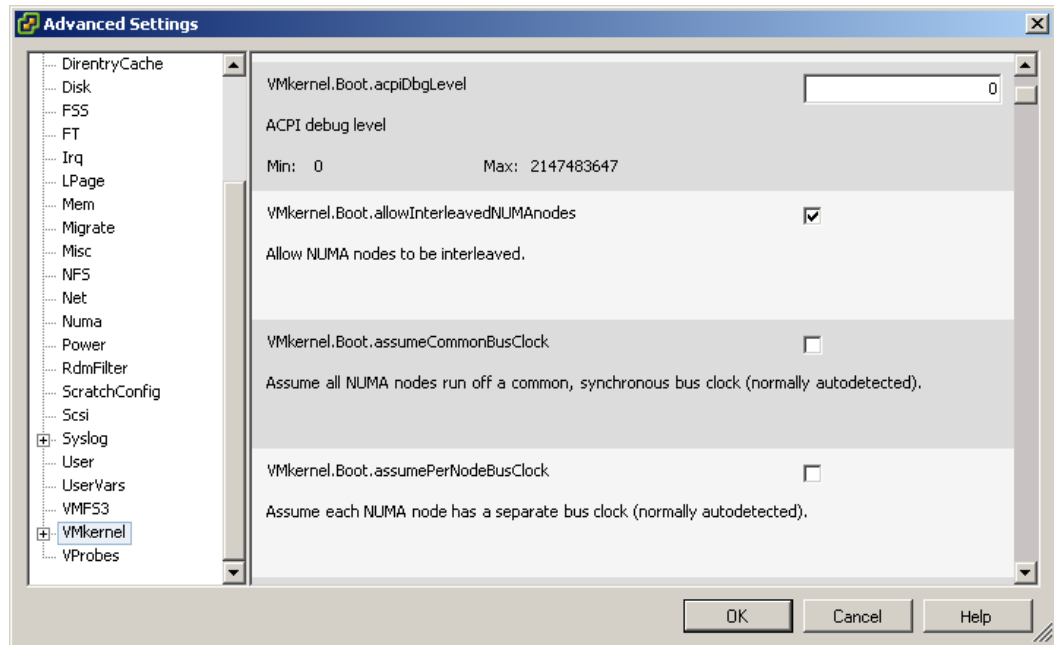 Advanced Settings
DirentryCache
Disk
FSS
FT
Irq
LPage
Mem
Migrate
Misc
NFS
Net
Numa
Power
RdmFilter
ScratchConfig
Scsi
Syslog
User
UserVars
VMFS3
VMkernel
VProbes
VMkernel.Boot.acpiDbgLevel 0
ACPI debug level
Min: 0 Max: 2147483647
VMkernel.Boot.allowInterleavedNUMAnodes
Allow NUMA nodes to be interleaved.
VMkernel.Boot.assumeCommonBusClock
Assume all NUMA nodes run off a common, synchronous bus clock (normally autodetected).
VMkernel.Boot.assumePerNodeBusClock
Assume each NUMA node has a separate bus clock (normally autodetected).
OK Cancel Help